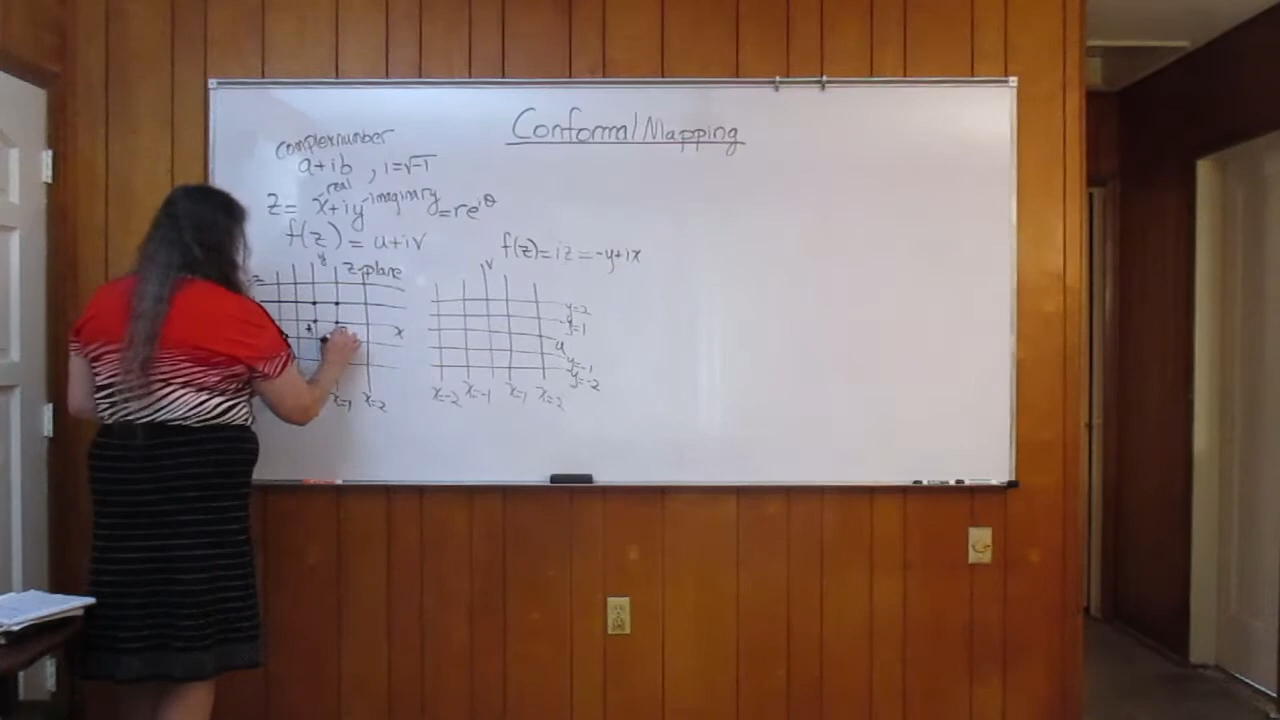 Conformal Mapping
complex number
a+ib , i=√-1
real
z= x+iy imaginary =re^iθ
f(z)=u+iv
y z-plane
x
x=1 x=2
f(z)=iz=-y+ix
v
y=2
y=1
u
y=-1
y=-2
x=-2 x=-1 x=1 x=2